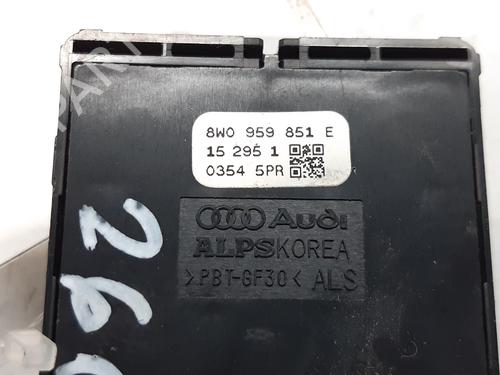 8W0 959 851 E
15 295 1
0354 5PR
Audi
ALPSKOREA
>PBT-GF30< ALS
26